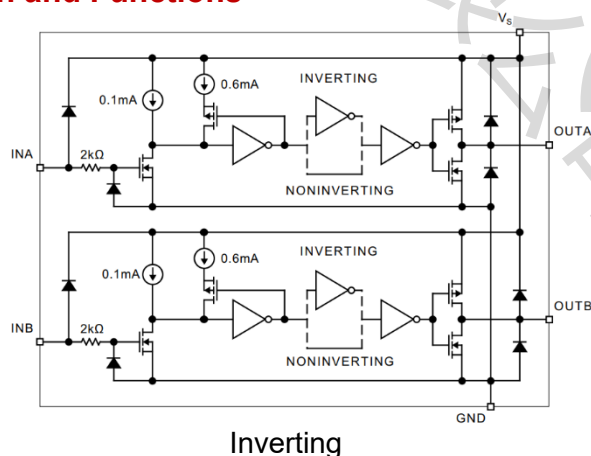 and Functions
Vs
0.1mA
0.6mA
INVERTING
OUTA
INA
2kΩ
NONINVERTING
0.1mA
0.6mA
INVERTING
OUTB
INB
2kΩ
NONINVERTING
GND
Inverting